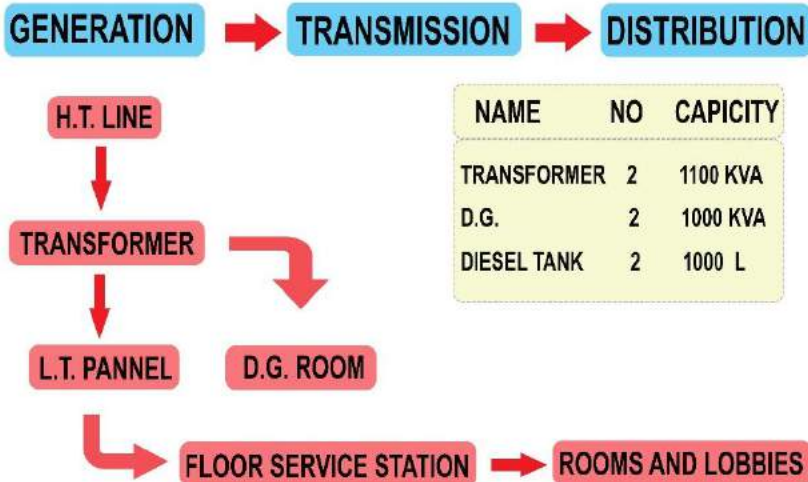 GENERATION TRANSMISSION DISTRIBUTION
H.T. LINE
TRANSFORMER
L.T. PANNEL
D.G. ROOM
FLOOR SERVICE STATION
ROOMS AND LOBBIES
NAME NO CAPICITY
TRANSFORMER 2 1100 KVA
D.G. 2 1000 KVA
DIESEL TANK 2 1000 L